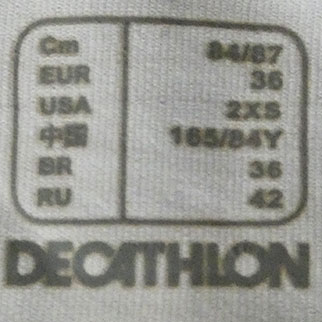 Cm 84/87
EUR 36
USA 2XS
中国 165/84Y
BR 36
RU 42
DECATHLON